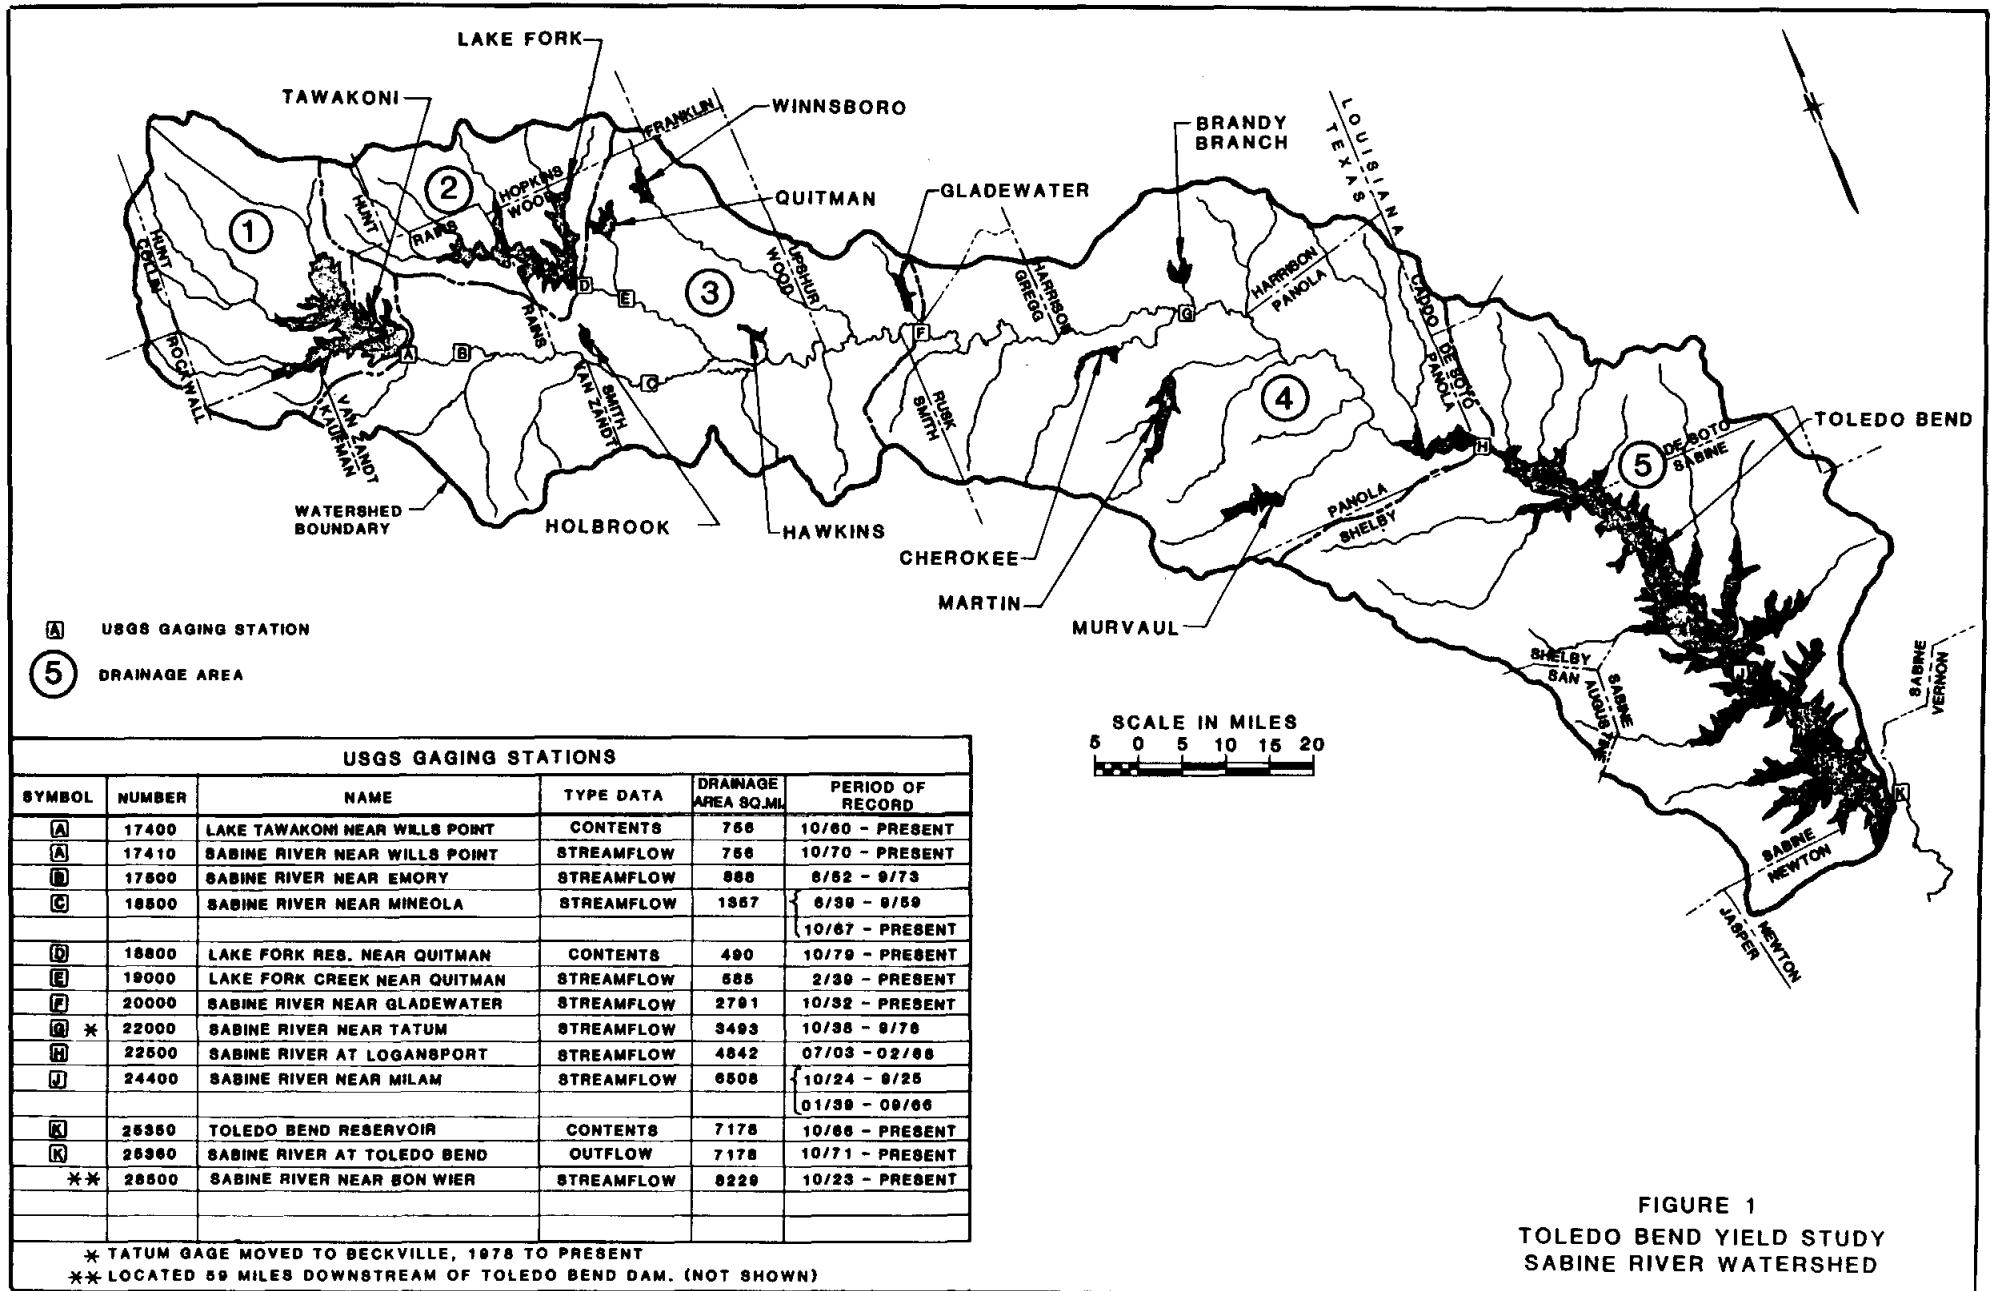 LAKE FORK
TAWAKONI
WINNSBORO
FRANKLIN
BRANDY
BRANCH
LOUISIANA
TEXAS
QUITMAN
GLADEWATER
HOPKINS
WOOD
HUNT
RAINS
1
2
3
4
5
HUNT
COLLIN
ROCKWALL
VAN ZANDT
KAUFMAN
RAINS
SMITH
VAN ZANDT
UPSHUR
WOOD
HARRISON
GREGG
RUSK
SMITH
HARRISON
PANOLA
CADDO
DE SOTO
PANOLA
DE SOTO
SABINE
TOLEDO BEND
PANOLA
SHELBY
A
B
C
D
E
F
G
H
J
K
WATERSHED
BOUNDARY
HOLBROOK
HAWKINS
CHEROKEE
MARTIN
MURVAUL
SHELBY
SAN AUGUSTINE
SABINE
SABINE
VERNON
SABINE
NEWTON
NEWTON
JASPER
A USGS GAGING STATION
5 DRAINAGE AREA
SCALE IN MILES
5 0 5 10 15 20
USGS GAGING STATIONS
SYMBOL NUMBER NAME TYPE DATA DRAINAGE AREA SQ.MI. PERIOD OF RECORD
A 17400 LAKE TAWAKONI NEAR WILLS POINT CONTENTS 756 10/60 - PRESENT
A 17410 SABINE RIVER NEAR WILLS POINT STREAMFLOW 756 10/70 - PRESENT
B 17500 SABINE RIVER NEAR EMORY STREAMFLOW 888 6/52 - 9/73
C 18500 SABINE RIVER NEAR MINEOLA STREAMFLOW 1357 6/39 - 9/59
10/67 - PRESENT
D 18800 LAKE FORK RES. NEAR QUITMAN CONTENTS 490 10/79 - PRESENT
E 19000 LAKE FORK CREEK NEAR QUITMAN STREAMFLOW 585 2/39 - PRESENT
F 20000 SABINE RIVER NEAR GLADEWATER STREAMFLOW 2791 10/32 - PRESENT
G * 22000 SABINE RIVER NEAR TATUM STREAMFLOW 3493 10/38 - 9/78
H 22500 SABINE RIVER AT LOGANSPORT STREAMFLOW 4842 07/03 - 02/68
J 24400 SABINE RIVER NEAR MILAM STREAMFLOW 6508 10/24 - 9/25
01/39 - 09/66
K 25350 TOLEDO BEND RESERVOIR CONTENTS 7178 10/66 - PRESENT
K 25360 SABINE RIVER AT TOLEDO BEND OUTFLOW 7178 10/71 - PRESENT
** 28500 SABINE RIVER NEAR BON WIER STREAMFLOW 8229 10/23 - PRESENT
* TATUM GAGE MOVED TO BECKVILLE, 1978 TO PRESENT
** LOCATED 59 MILES DOWNSTREAM OF TOLEDO BEND DAM. (NOT SHOWN)
FIGURE 1
TOLEDO BEND YIELD STUDY
SABINE RIVER WATERSHED